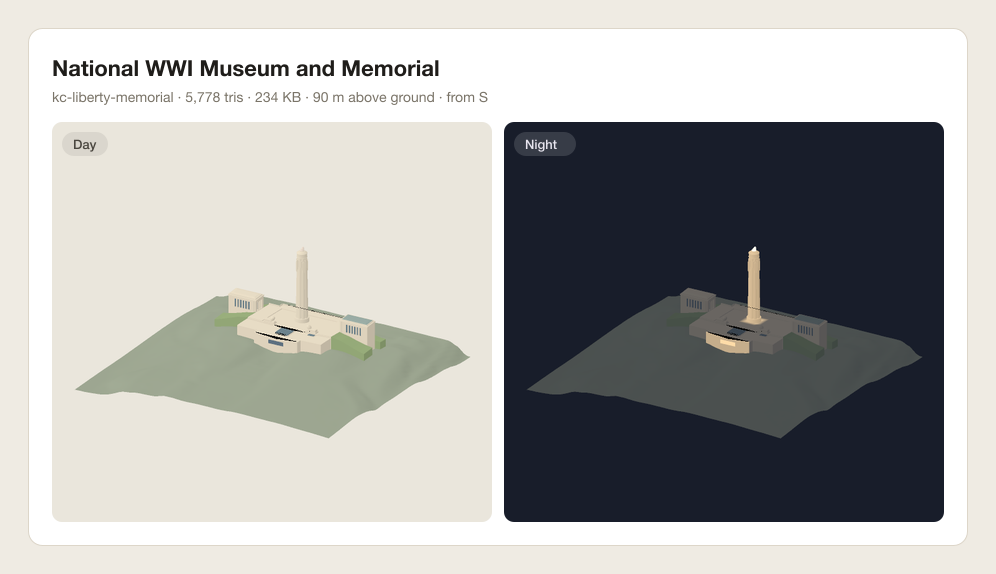 National WWI Museum and Memorial
kc-liberty-memorial · 5,778 tris · 234 KB · 90 m above ground · from S
Day
Night